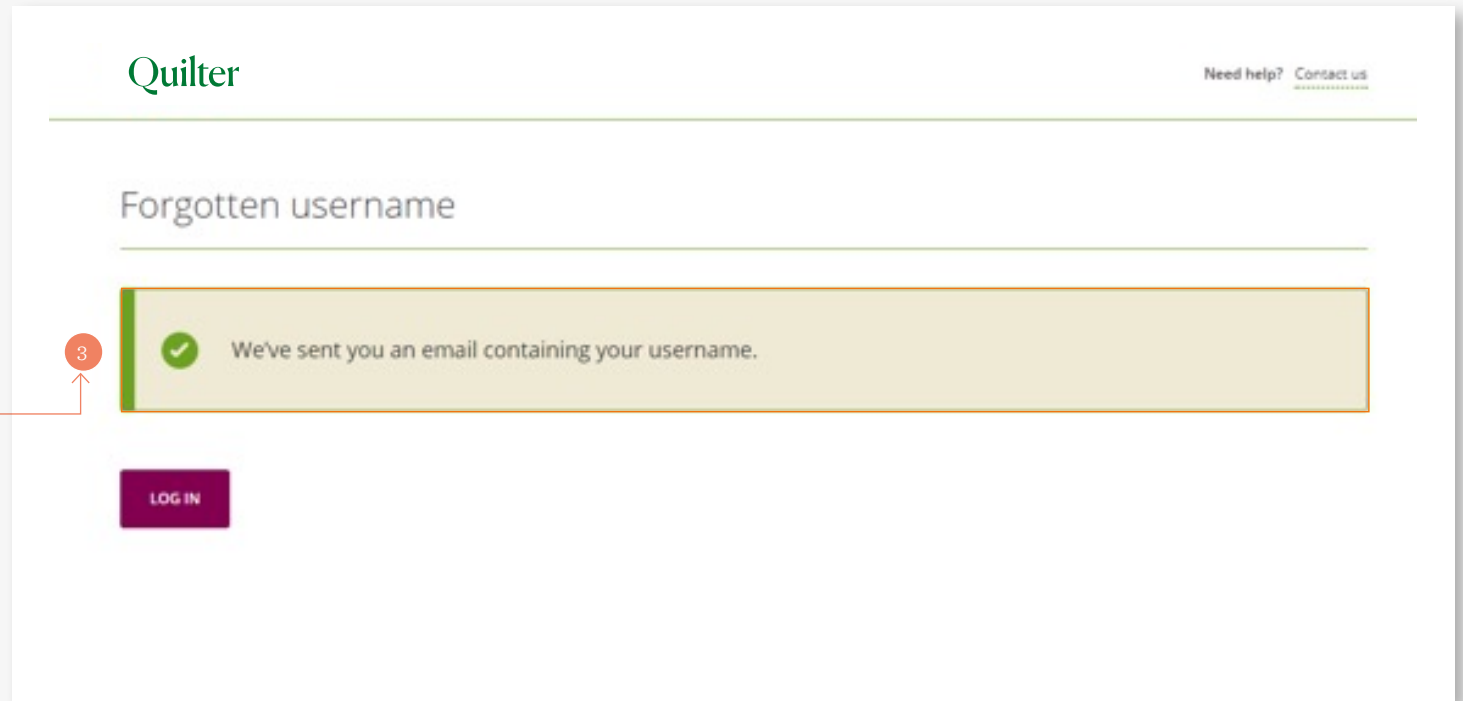 Quilter
Need help? Contact us
Forgotten username
3
We've sent you an email containing your username.
LOG IN